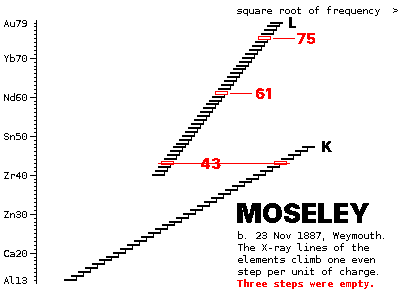 square root of frequency >
Au79
L
75
Yb70
Nd60
61
Sn50
K
43
Zr40
Zn30
MOSELEY
b. 23 Nov 1887, Weymouth.
The X-ray lines of the
elements climb one even
step per unit of charge.
Three steps were empty.
Ca20
Al13